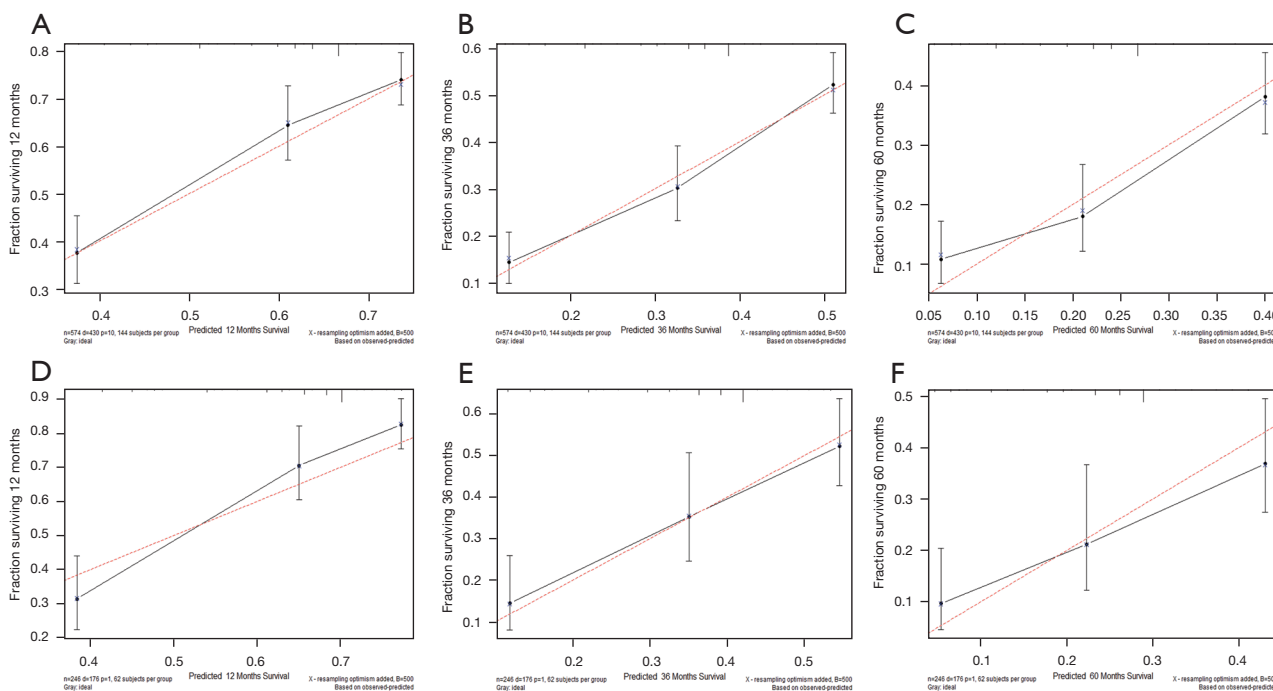 A
Fraction surviving 12 months
0.8
0.7
0.6
0.5
0.4
0.3
0.4 0.5 0.6 0.7
Predicted 12 Months Survival
n=574 d=430 p=10, 144 subjects per group
Gray: ideal
X - resampling optimism added, B=500
Based on observed-predicted
B
Fraction surviving 36 months
0.6
0.5
0.4
0.3
0.2
0.1
0.2 0.3 0.4 0.5
Predicted 36 Months Survival
n=574 d=430 p=10, 144 subjects per group
Gray: ideal
X - resampling optimism added, B=500
Based on observed-predicted
C
Fraction surviving 60 months
0.4
0.3
0.2
0.1
0.05 0.10 0.15 0.20 0.25 0.30 0.35 0.40
Predicted 60 Months Survival
n=574 d=430 p=10, 144 subjects per group
Gray: ideal
X - resampling optimism added, B=500
Based on observed-predicted
D
Fraction surviving 12 months
0.9
0.8
0.7
0.6
0.5
0.4
0.3
0.2
0.4 0.5 0.6 0.7
Predicted 12 Months Survival
n=246 d=176 p=1, 62 subjects per group
Gray: ideal
X - resampling optimism added, B=500
Based on observed-predicted
E
Fraction surviving 36 months
0.6
0.5
0.4
0.3
0.2
0.1
0.2 0.3 0.4 0.5
Predicted 36 Months Survival
n=246 d=176 p=1, 62 subjects per group
Gray: ideal
X - resampling optimism added, B=500
Based on observed-predicted
F
Fraction surviving 60 months
0.5
0.4
0.3
0.2
0.1
0.1 0.2 0.3 0.4
Predicted 60 Months Survival
n=246 d=176 p=1, 62 subjects per group
Gray: ideal
X - resampling optimism added, B=500
Based on observed-predicted